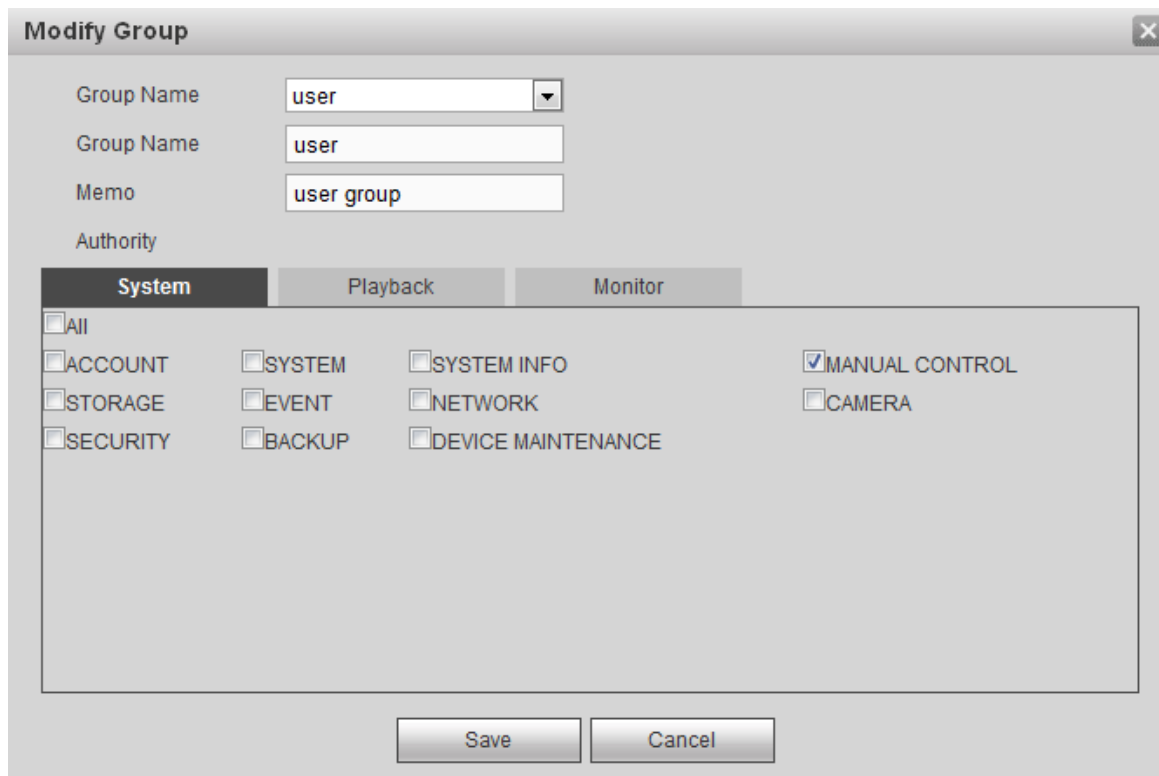 Modify Group
Group Name user
Group Name user
Memo user group
Authority
System Playback Monitor
All
ACCOUNT SYSTEM SYSTEM INFO MANUAL CONTROL
STORAGE EVENT NETWORK CAMERA
SECURITY BACKUP DEVICE MAINTENANCE
Save Cancel